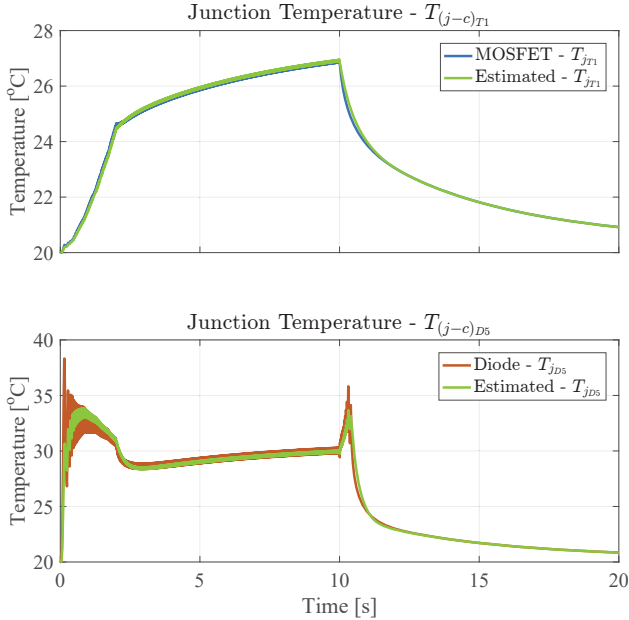 Junction Temperature - T(j−c)T1
28
26
24
22
20
Temperature [°C]
MOSFET - TjT1
Estimated - TjT1
Junction Temperature - T(j−c)D5
40
35
30
25
20
Temperature [°C]
Diode - TjD5
Estimated - TjD5
0 5 10 15 20
Time [s]